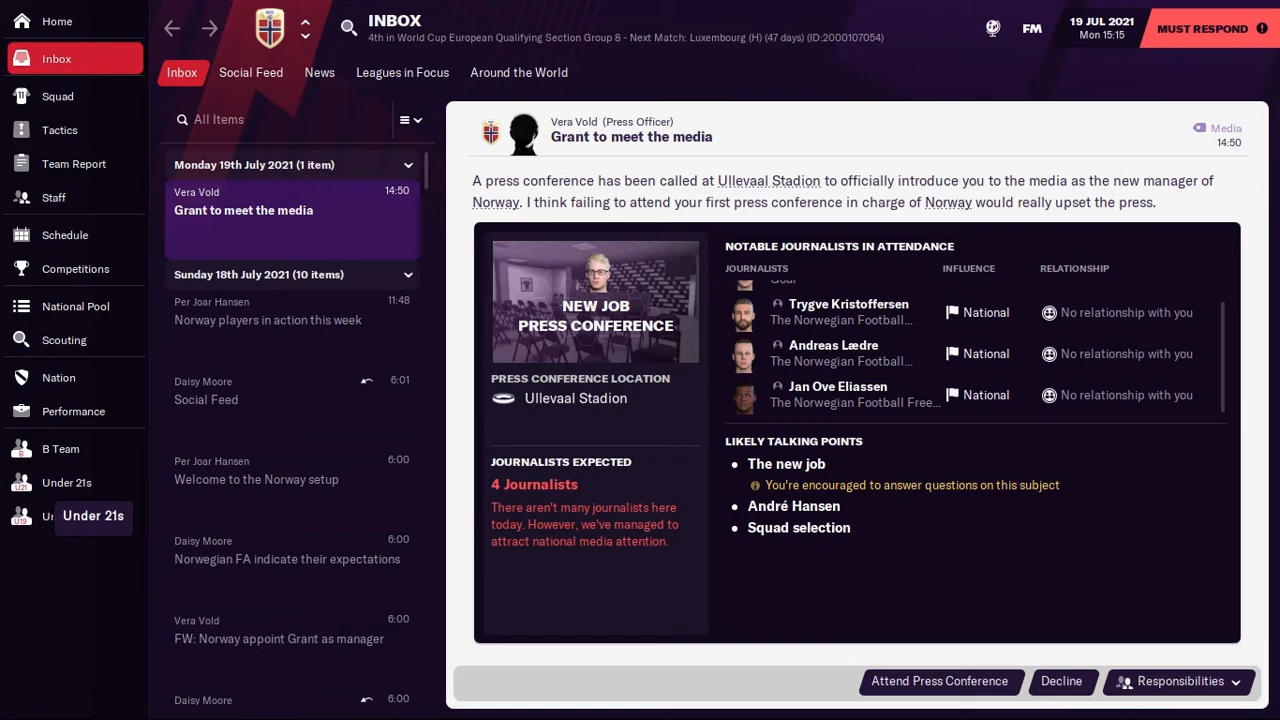 Home
Inbox
Squad
Tactics
Team Report
Staff
Schedule
Competitions
National Pool
Scouting
Nation
Performance
B Team
Under 21s
Under 21s
INBOX
4th in World Cup European Qualifying Section Group 8 - Next Match: Luxembourg (H) (47 days) (ID:2000107054)
FM
19 JUL 2021
Mon 15:15
MUST RESPOND
Inbox Social Feed News Leagues in Focus Around the World
All Items
Monday 19th July 2021 (1 item)
Vera Vold 14:50
Grant to meet the media
Sunday 18th July 2021 (10 items)
Per Joar Hansen 11:48
Norway players in action this week
Daisy Moore 6:01
Social Feed
Per Joar Hansen 6:00
Welcome to the Norway setup
Daisy Moore 6:00
Norwegian FA indicate their expectations
Vera Vold 6:00
FW: Norway appoint Grant as manager
Daisy Moore 6:00
Vera Vold (Press Officer)
Grant to meet the media
Media
14:50
A press conference has been called at Ullevaal Stadion to officially introduce you to the media as the new manager of
Norway. I think failing to attend your first press conference in charge of Norway would really upset the press.
NEW JOB
PRESS CONFERENCE
PRESS CONFERENCE LOCATION
Ullevaal Stadion
JOURNALISTS EXPECTED
4 Journalists
There aren't many journalists here
today. However, we've managed to
attract national media attention.
NOTABLE JOURNALISTS IN ATTENDANCE
JOURNALISTS INFLUENCE RELATIONSHIP
Trygve Kristoffersen
The Norwegian Football... National No relationship with you
Andreas Lædre
The Norwegian Football... National No relationship with you
Jan Ove Eliassen
The Norwegian Football Free... National No relationship with you
LIKELY TALKING POINTS
The new job
You're encouraged to answer questions on this subject
André Hansen
Squad selection
Attend Press Conference Decline Responsibilities